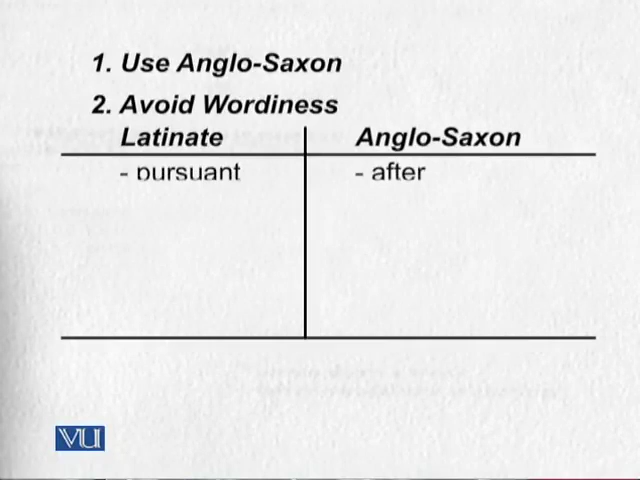 1. Use Anglo-Saxon
2. Avoid Wordiness
Latinate Anglo-Saxon
- pursuant - after
VU